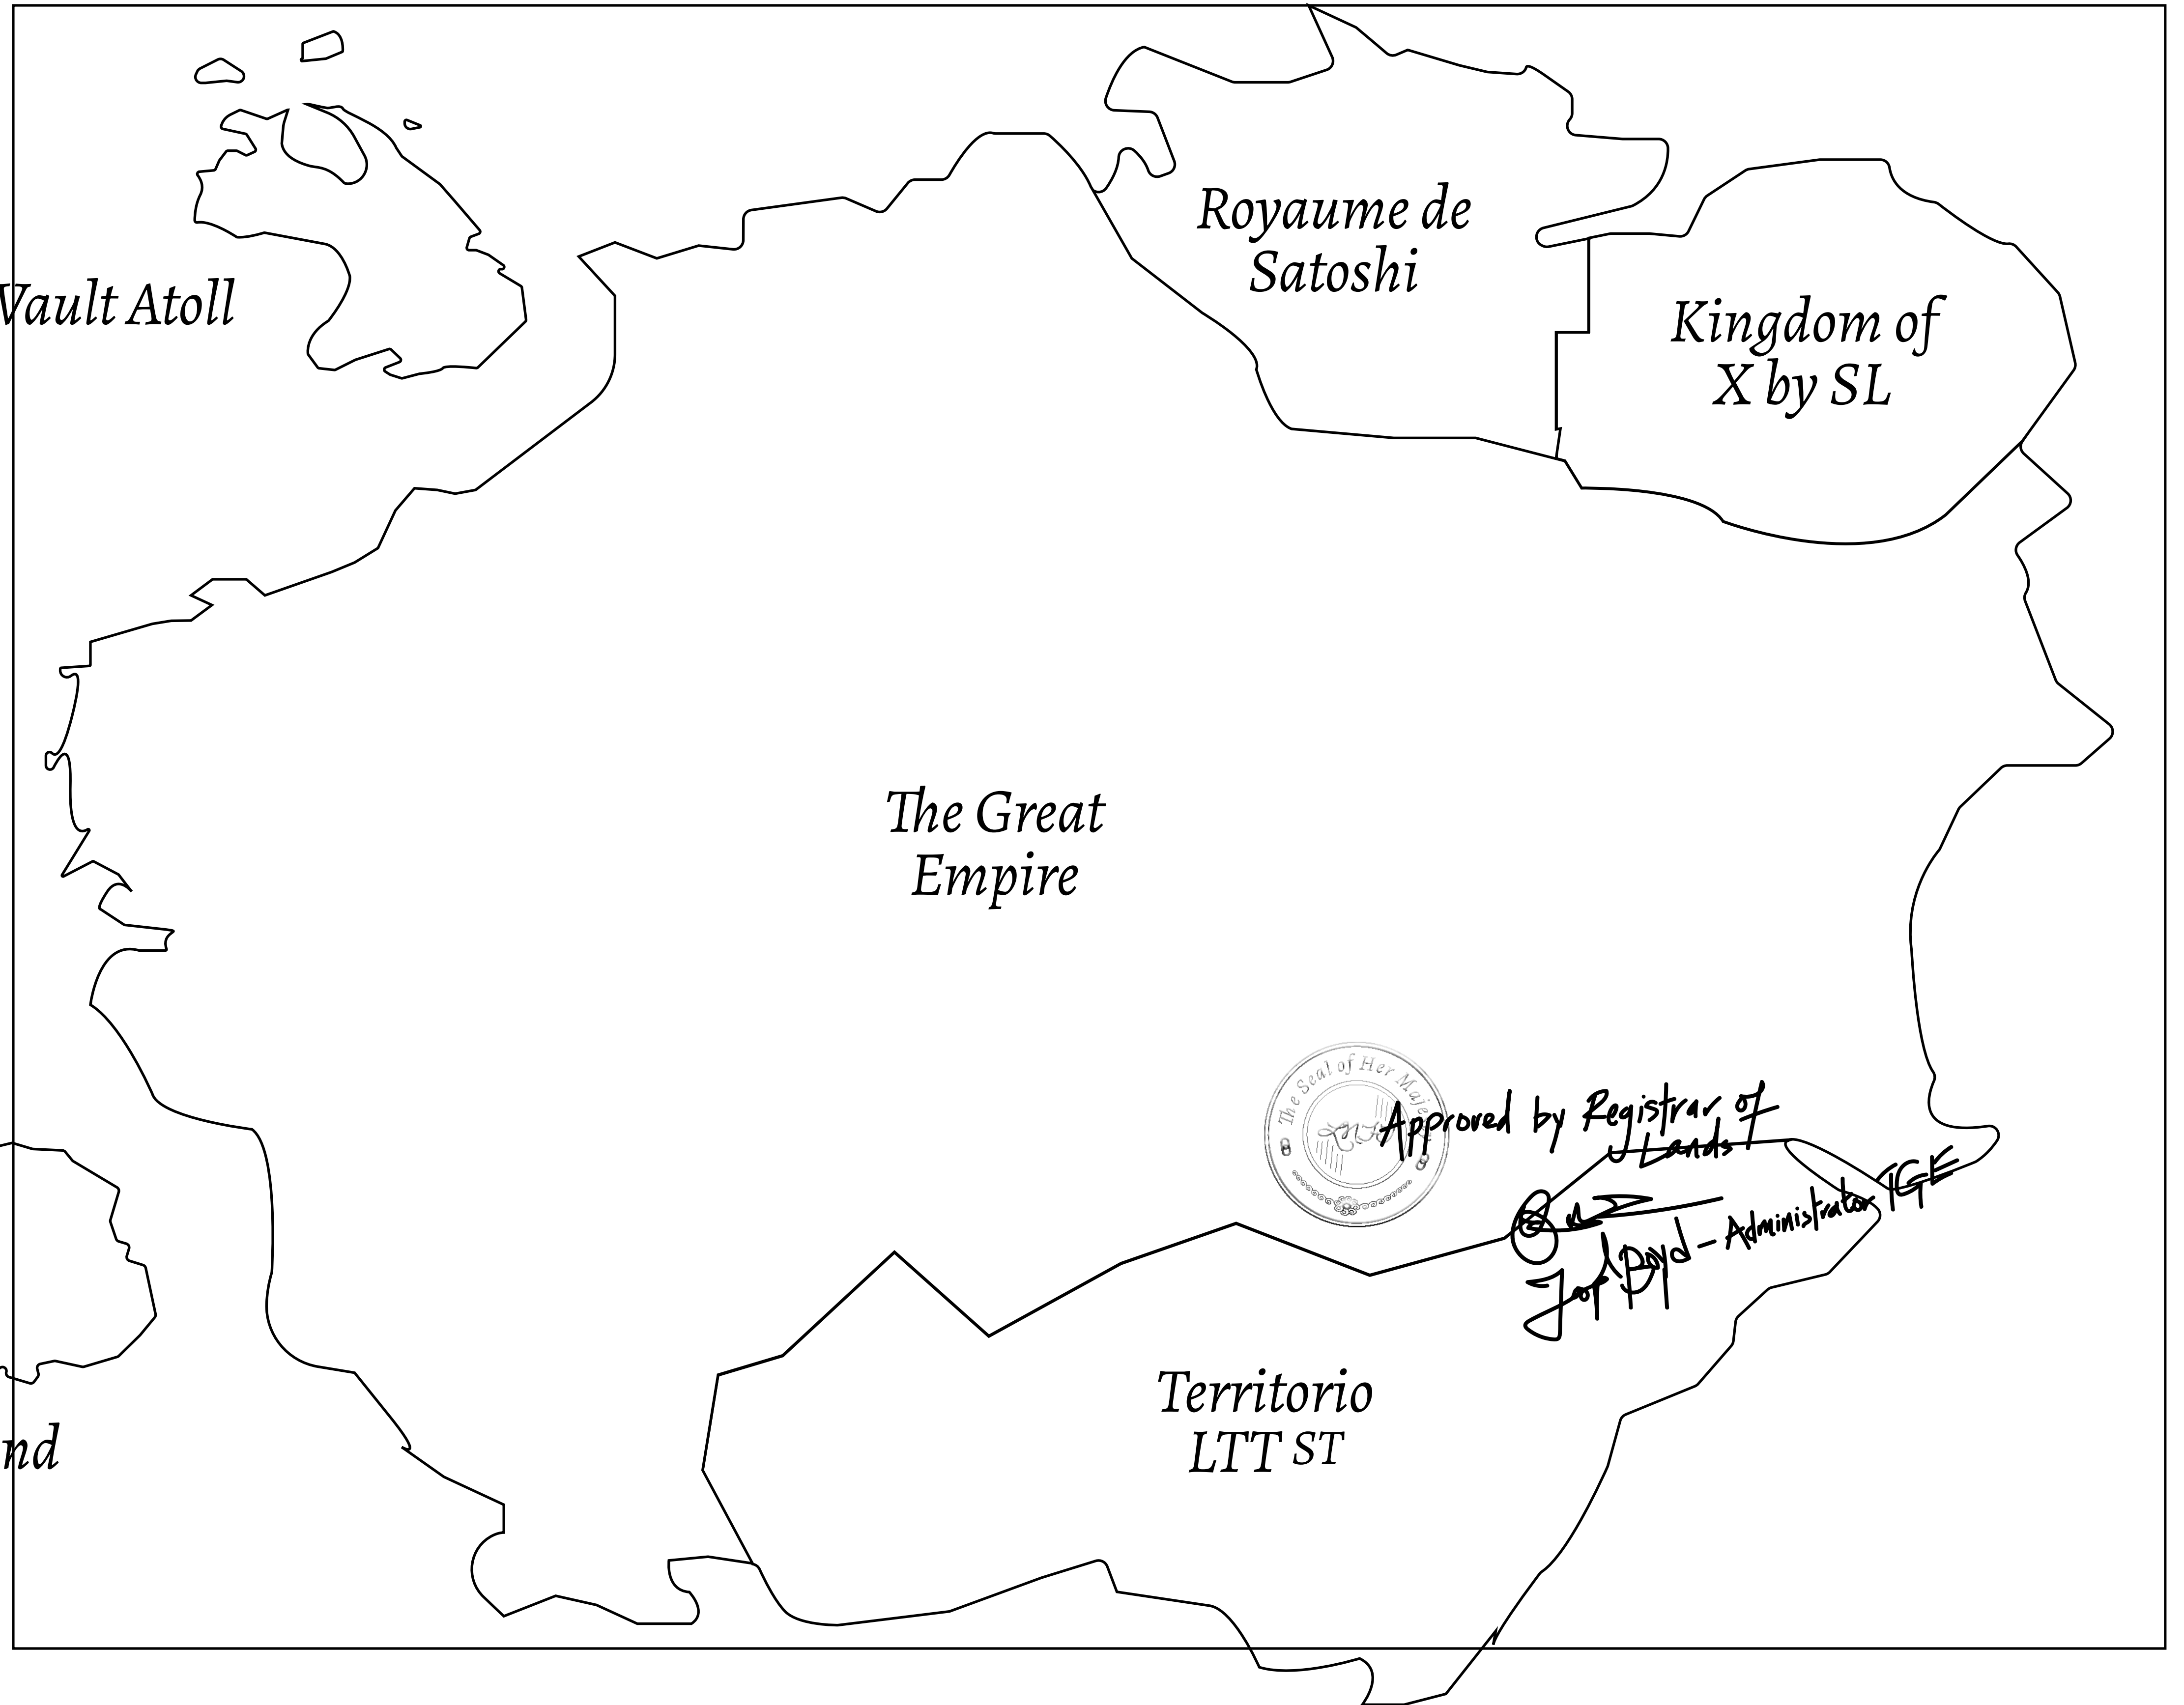 Royaume de
Satoshi
Vault Atoll
Kingdom of
X by SL
The Great
Empire
The Seal of Her Maje
Approved by Registrar of
Lands
Boyd - Administrator TGE
Territorio
LTT ST
nd